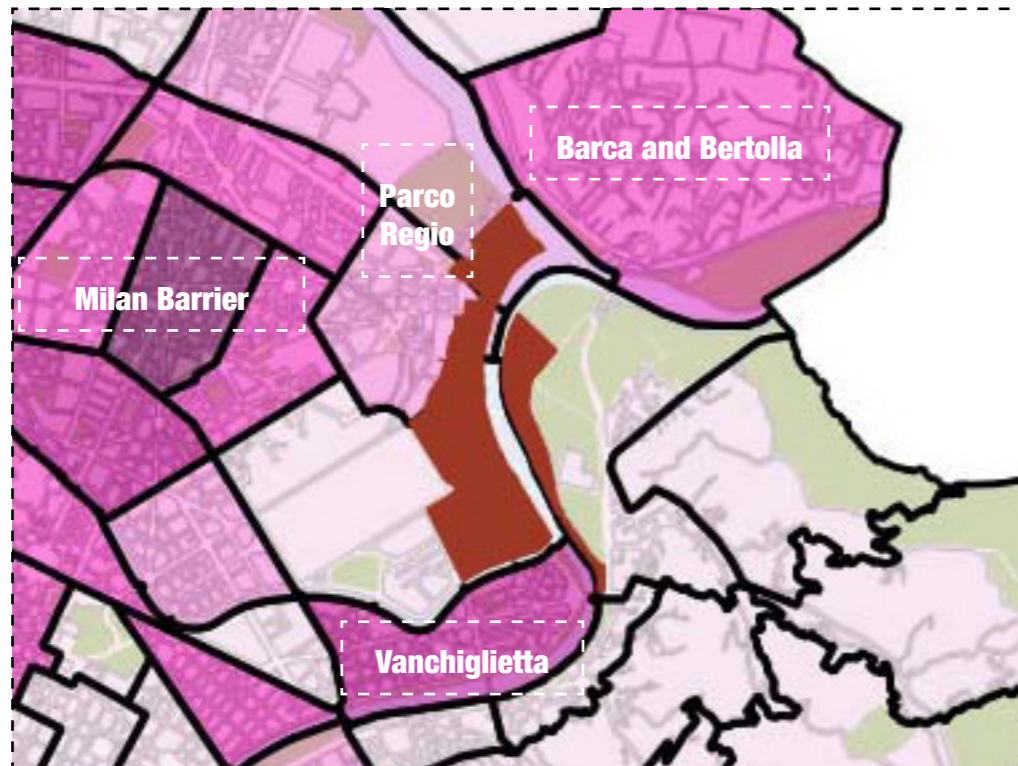 Barca and Bertolla
Parco
Regio
Milan Barrier
Vanchiglietta